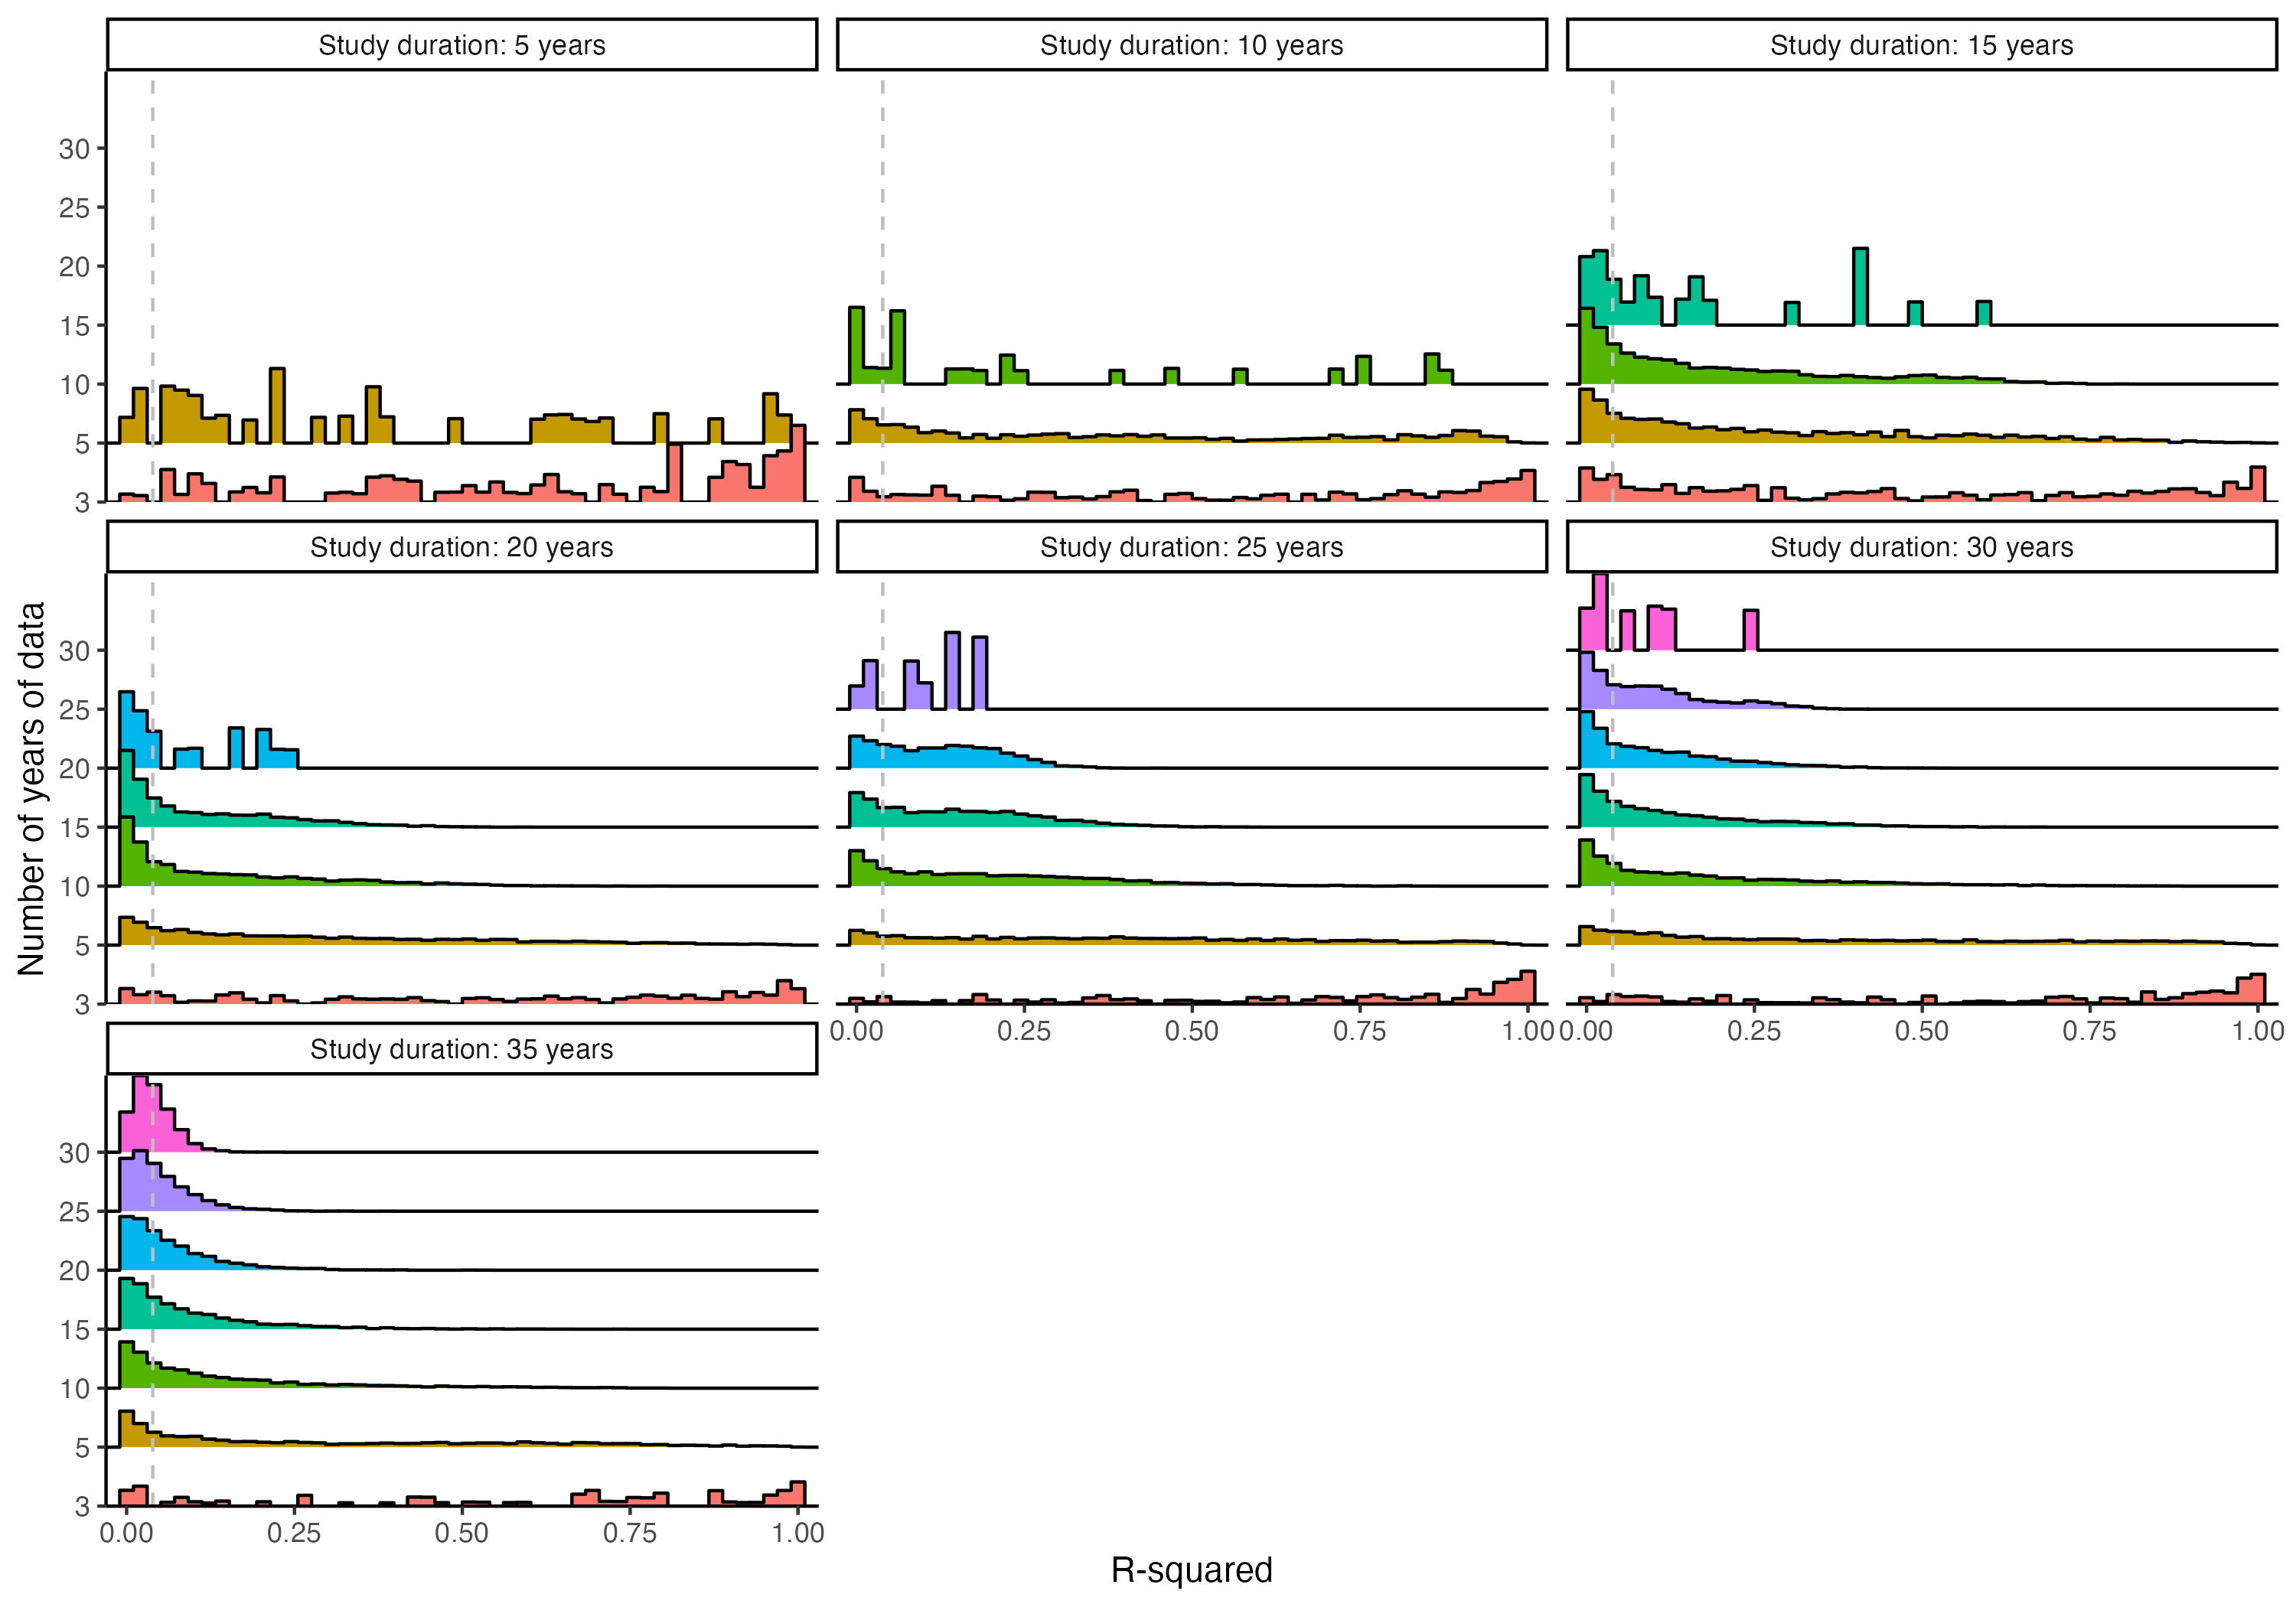 Study duration: 5 years
Study duration: 10 years
Study duration: 15 years
30
25
20
15
10
5
3
Study duration: 20 years
Study duration: 25 years
Study duration: 30 years
30
25
20
15
10
5
3
0.00 0.25 0.50 0.75 1.00
0.00 0.25 0.50 0.75 1.00
Study duration: 35 years
30
25
20
15
10
5
3
0.00 0.25 0.50 0.75 1.00
Number of years of data
R-squared